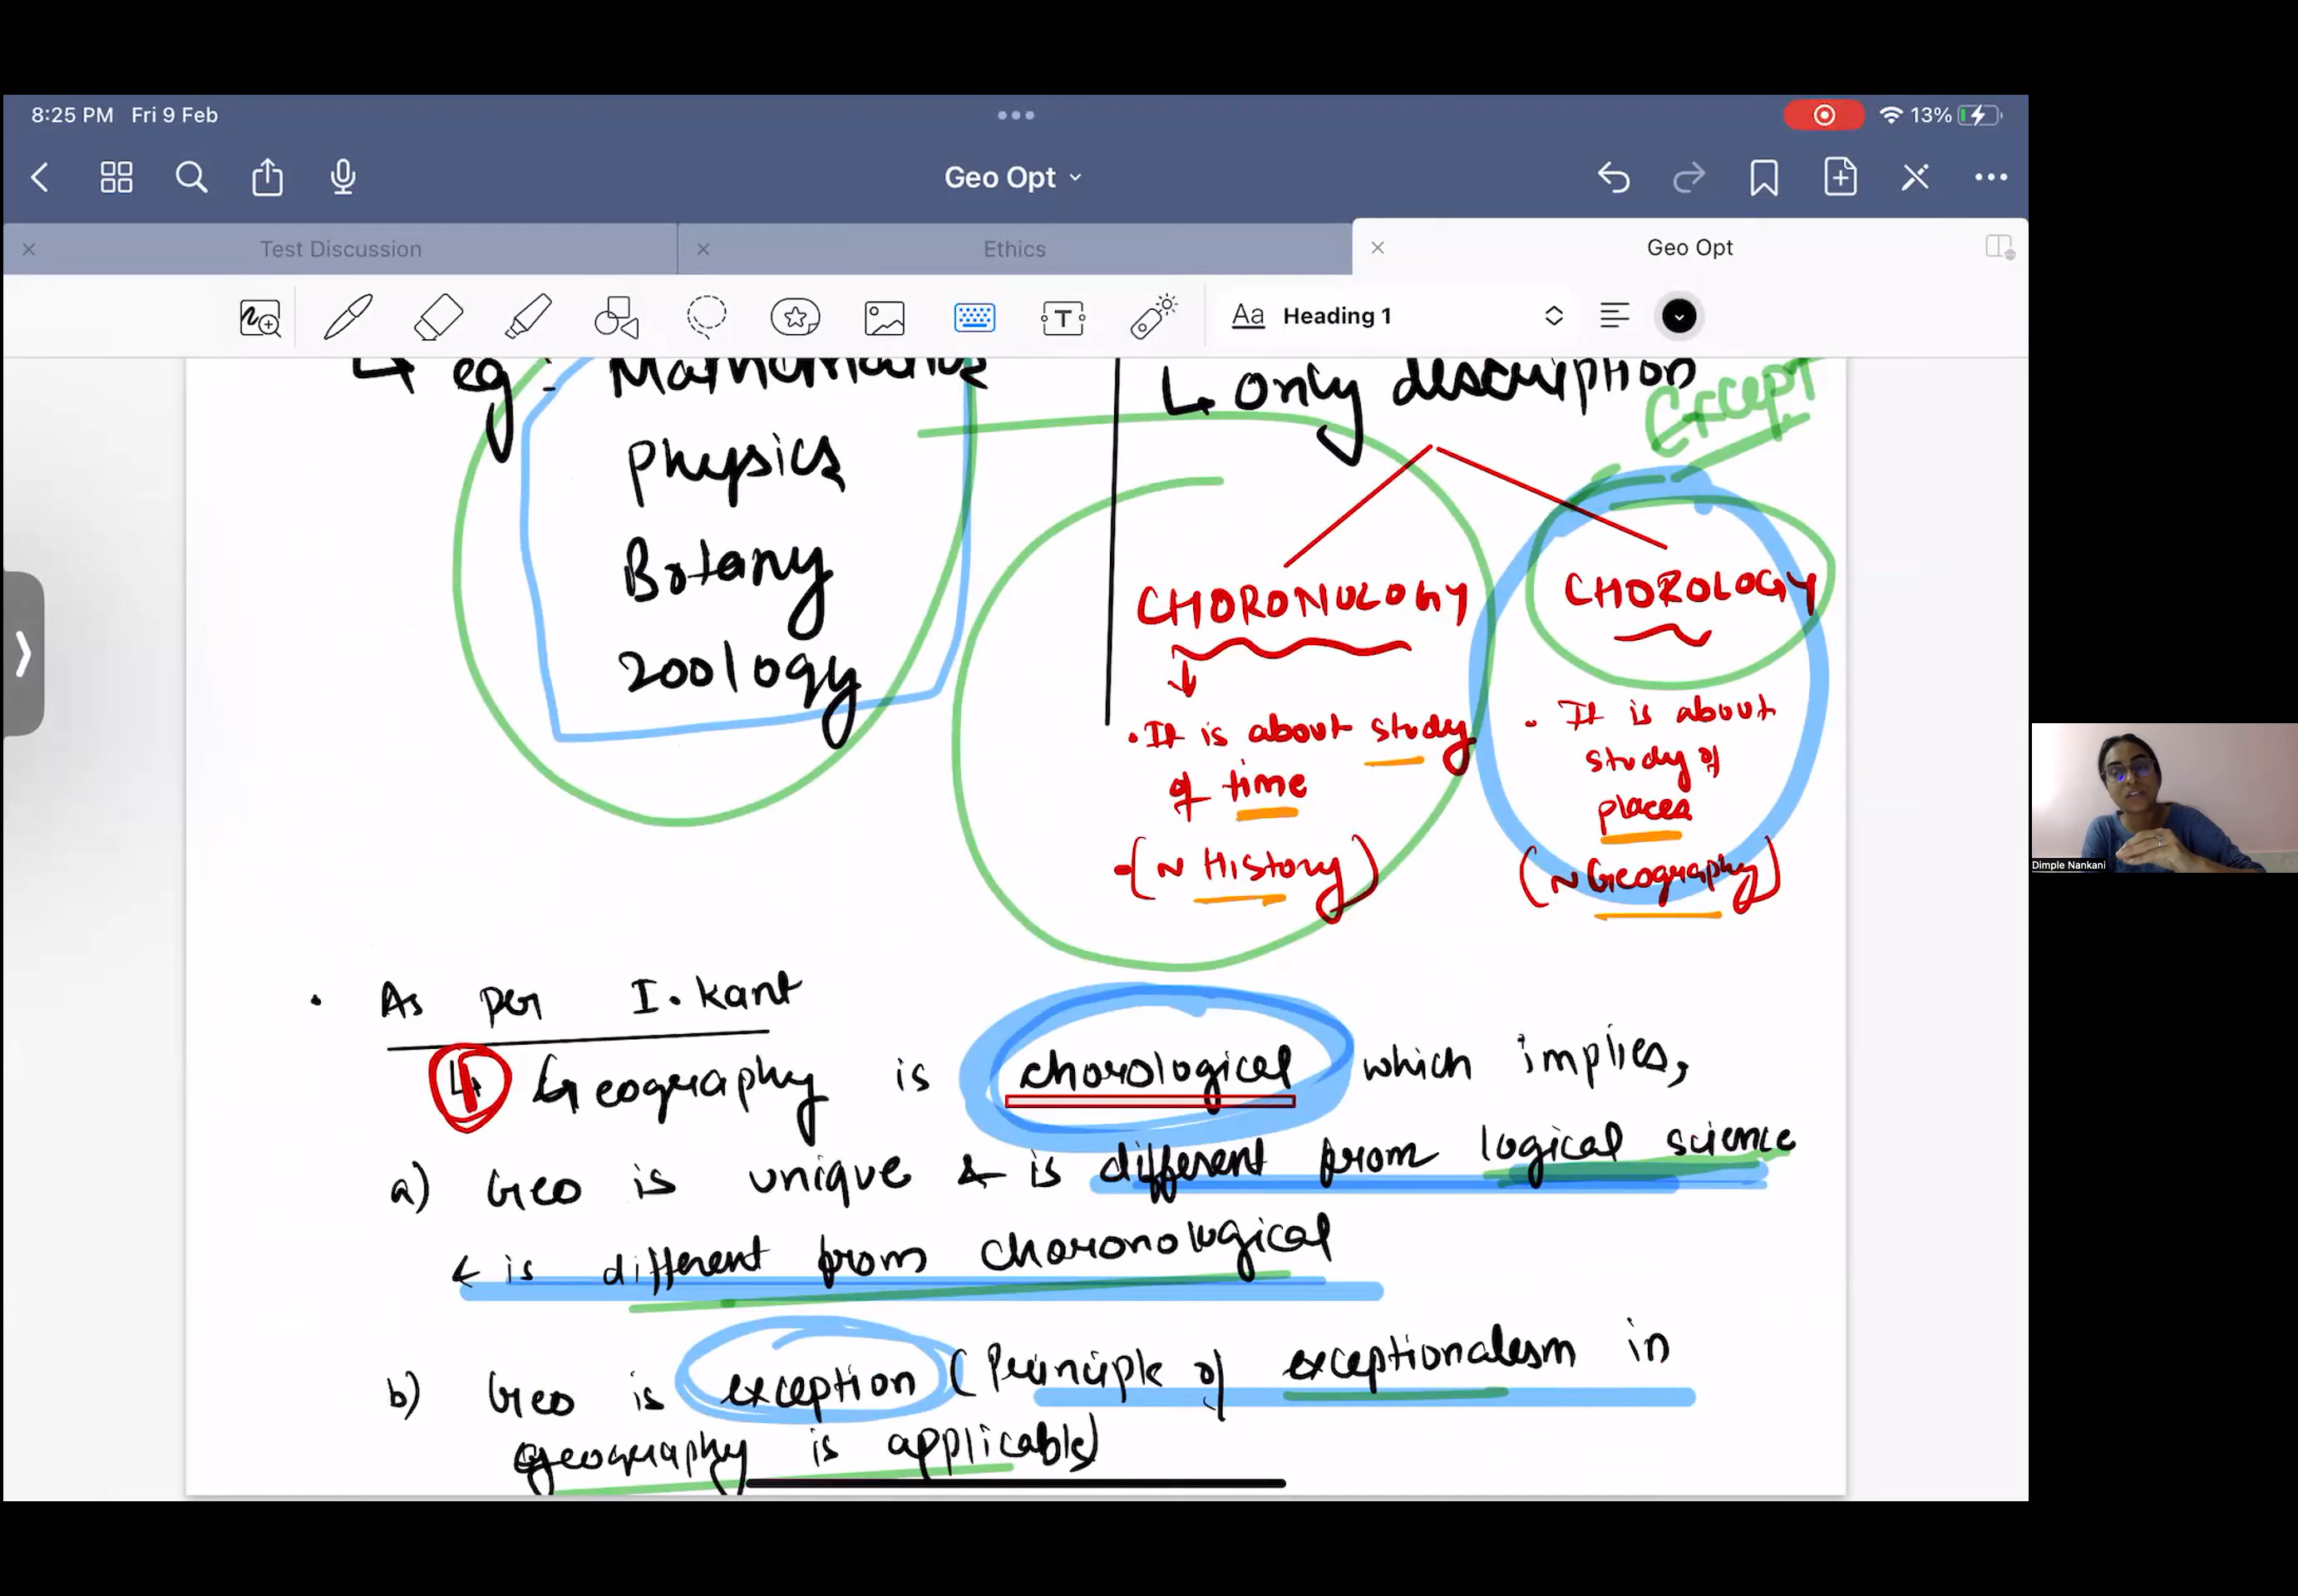 8:25 PM Fri 9 Feb
13%
Geo Opt
Test Discussion
Ethics
Geo Opt
Aa Heading 1
↳ eg: Mathematics
Physics
Botany
Zoology
↳ only description
Except
CHORONOLOGY
• It is about study
of time
• (~ History)
CHOROLOGY
• It is about
study of
places
(~ Geography)
• As per I. Kant
Geography is chorological which implies,
a) Geo is unique & is different from logical science
& is different from choronological
b) Geo is exception (Principle of exceptionalism in
geography is applicable)
Dimple Nankani